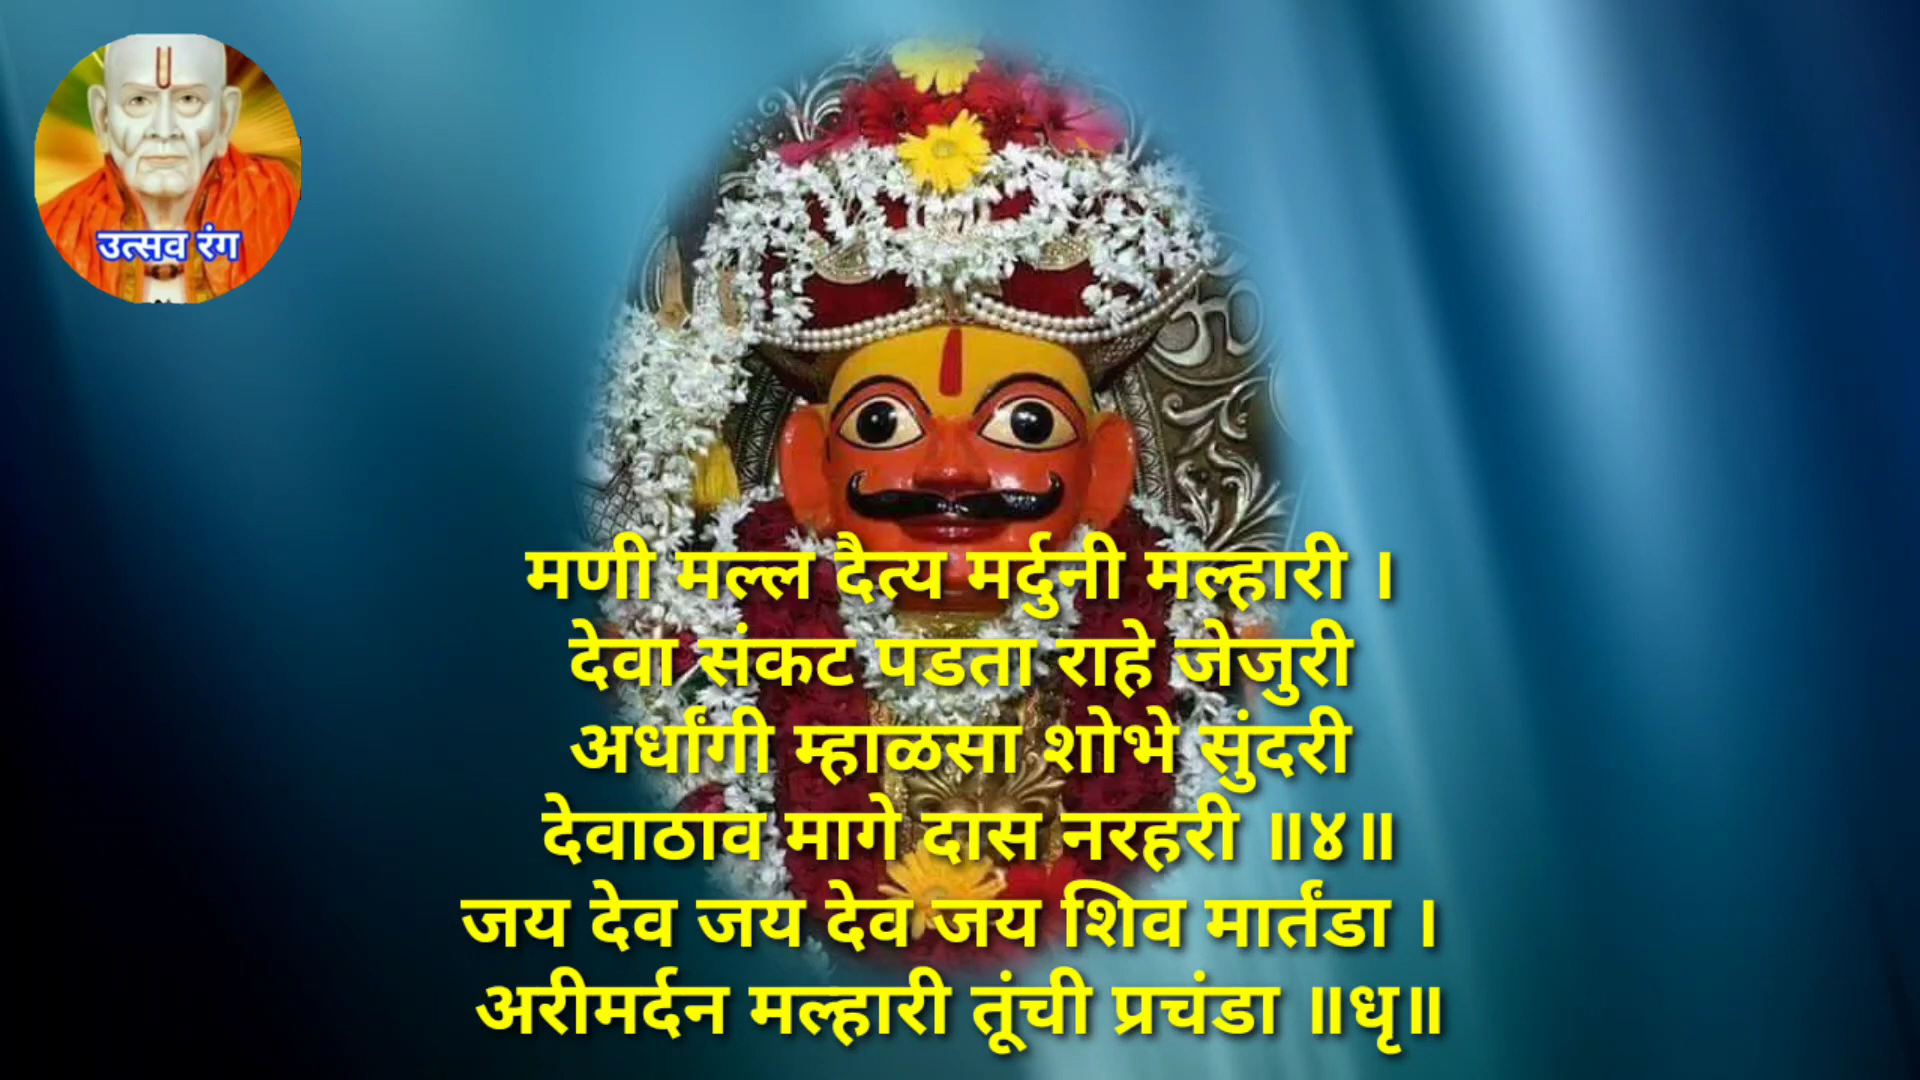 उत्सव रंग
मणी मल्ल दैत्य मर्दुनी मल्हारी ।
देवा संकट पडता राहे जेजुरी
अर्धांगी म्हाळसा शोभे सुंदरी
देवाठाव मागे दास नरहरी ॥४॥
जय देव जय देव जय शिव मार्तंडा ।
अरीमर्दन मल्हारी तूंची प्रचंडा ॥धृ॥